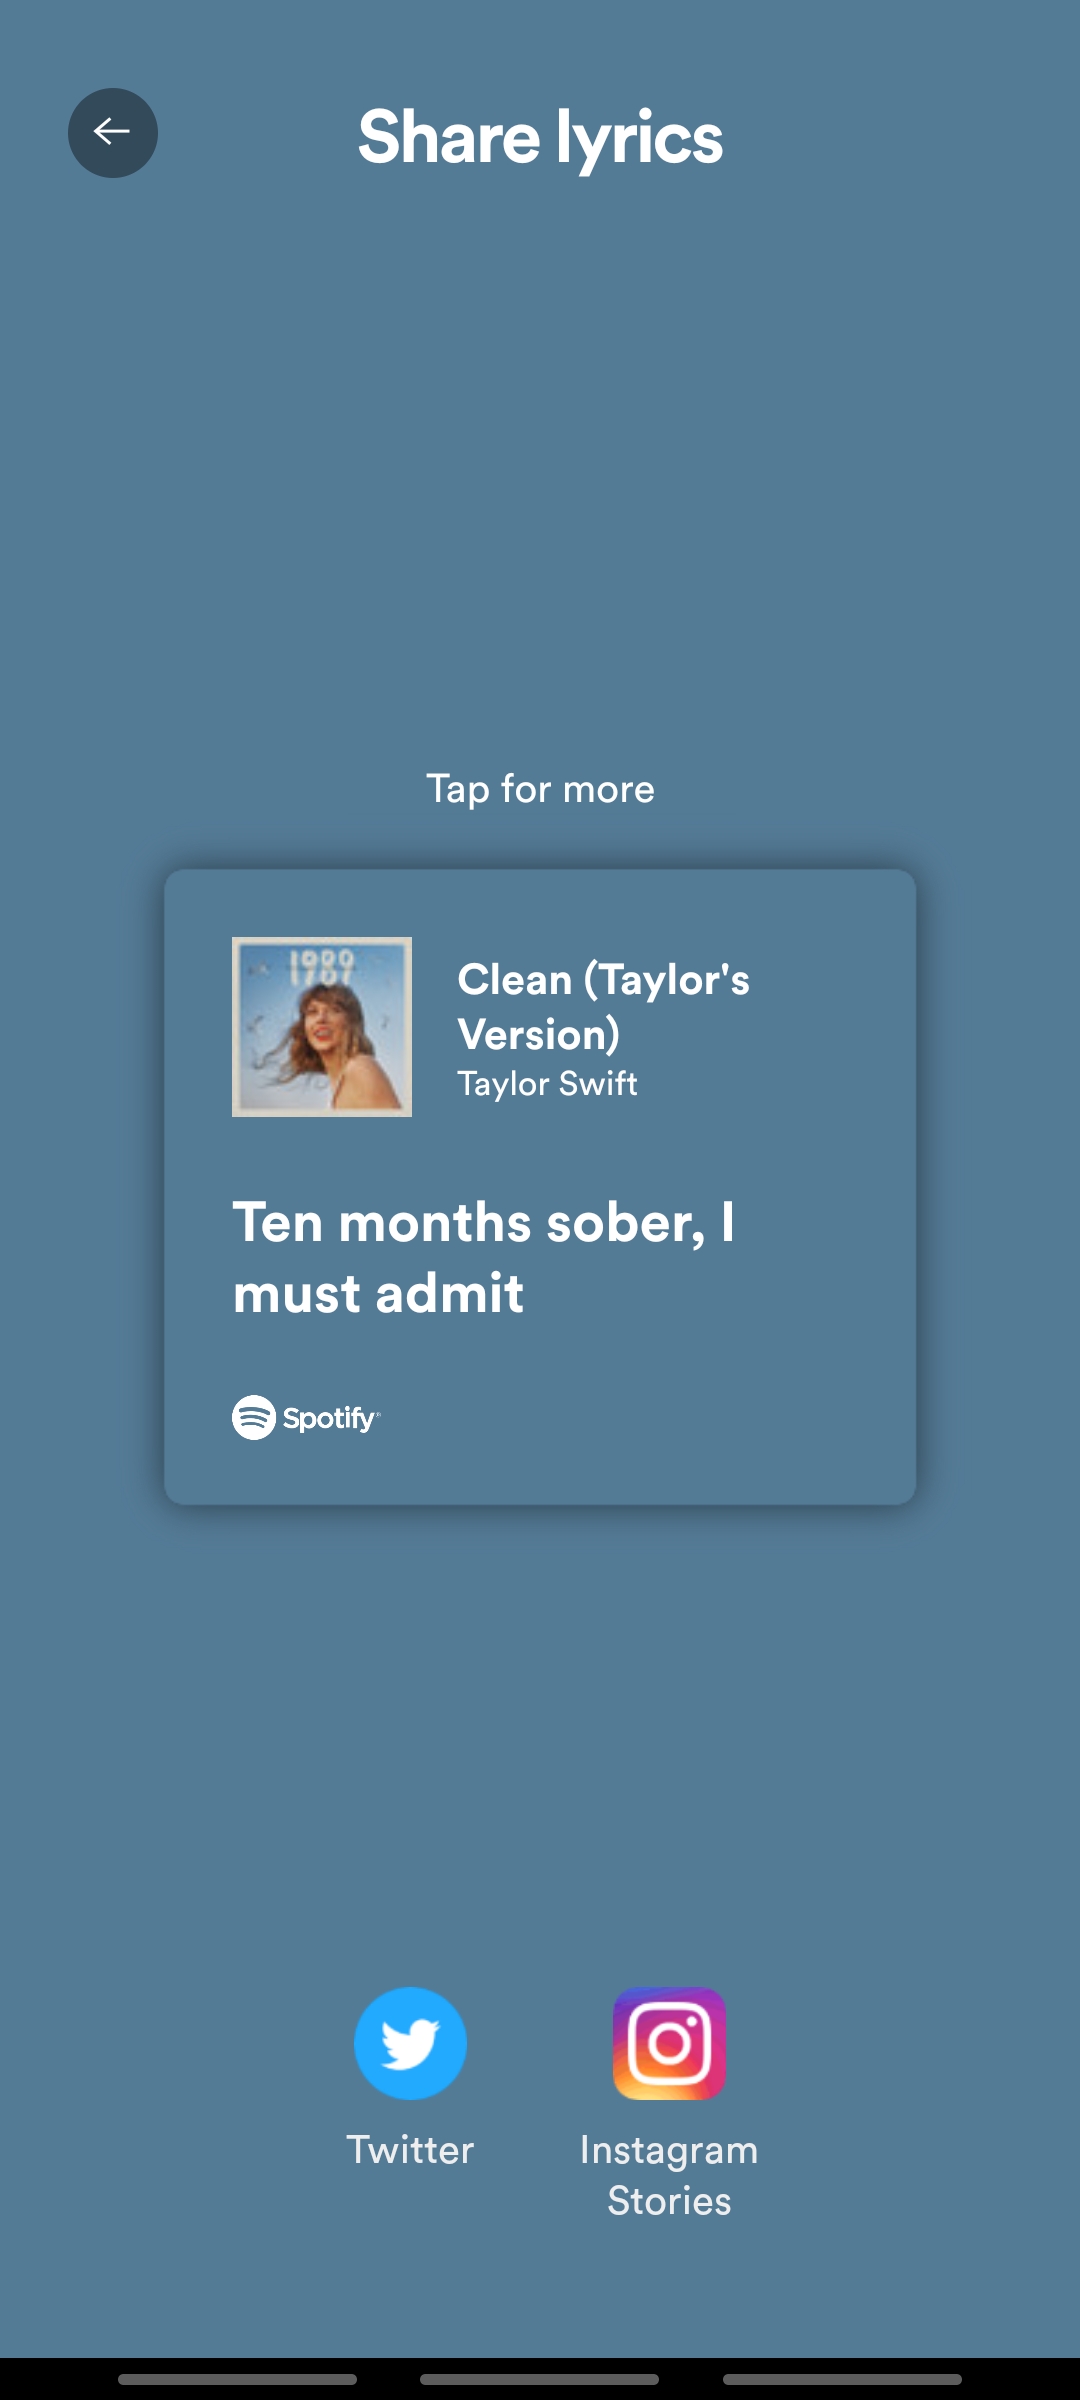 Share lyrics
Tap for more
1989
Clean (Taylor's
Version)
Taylor Swift
Ten months sober, I
must admit
Spotify
Twitter
Instagram
Stories